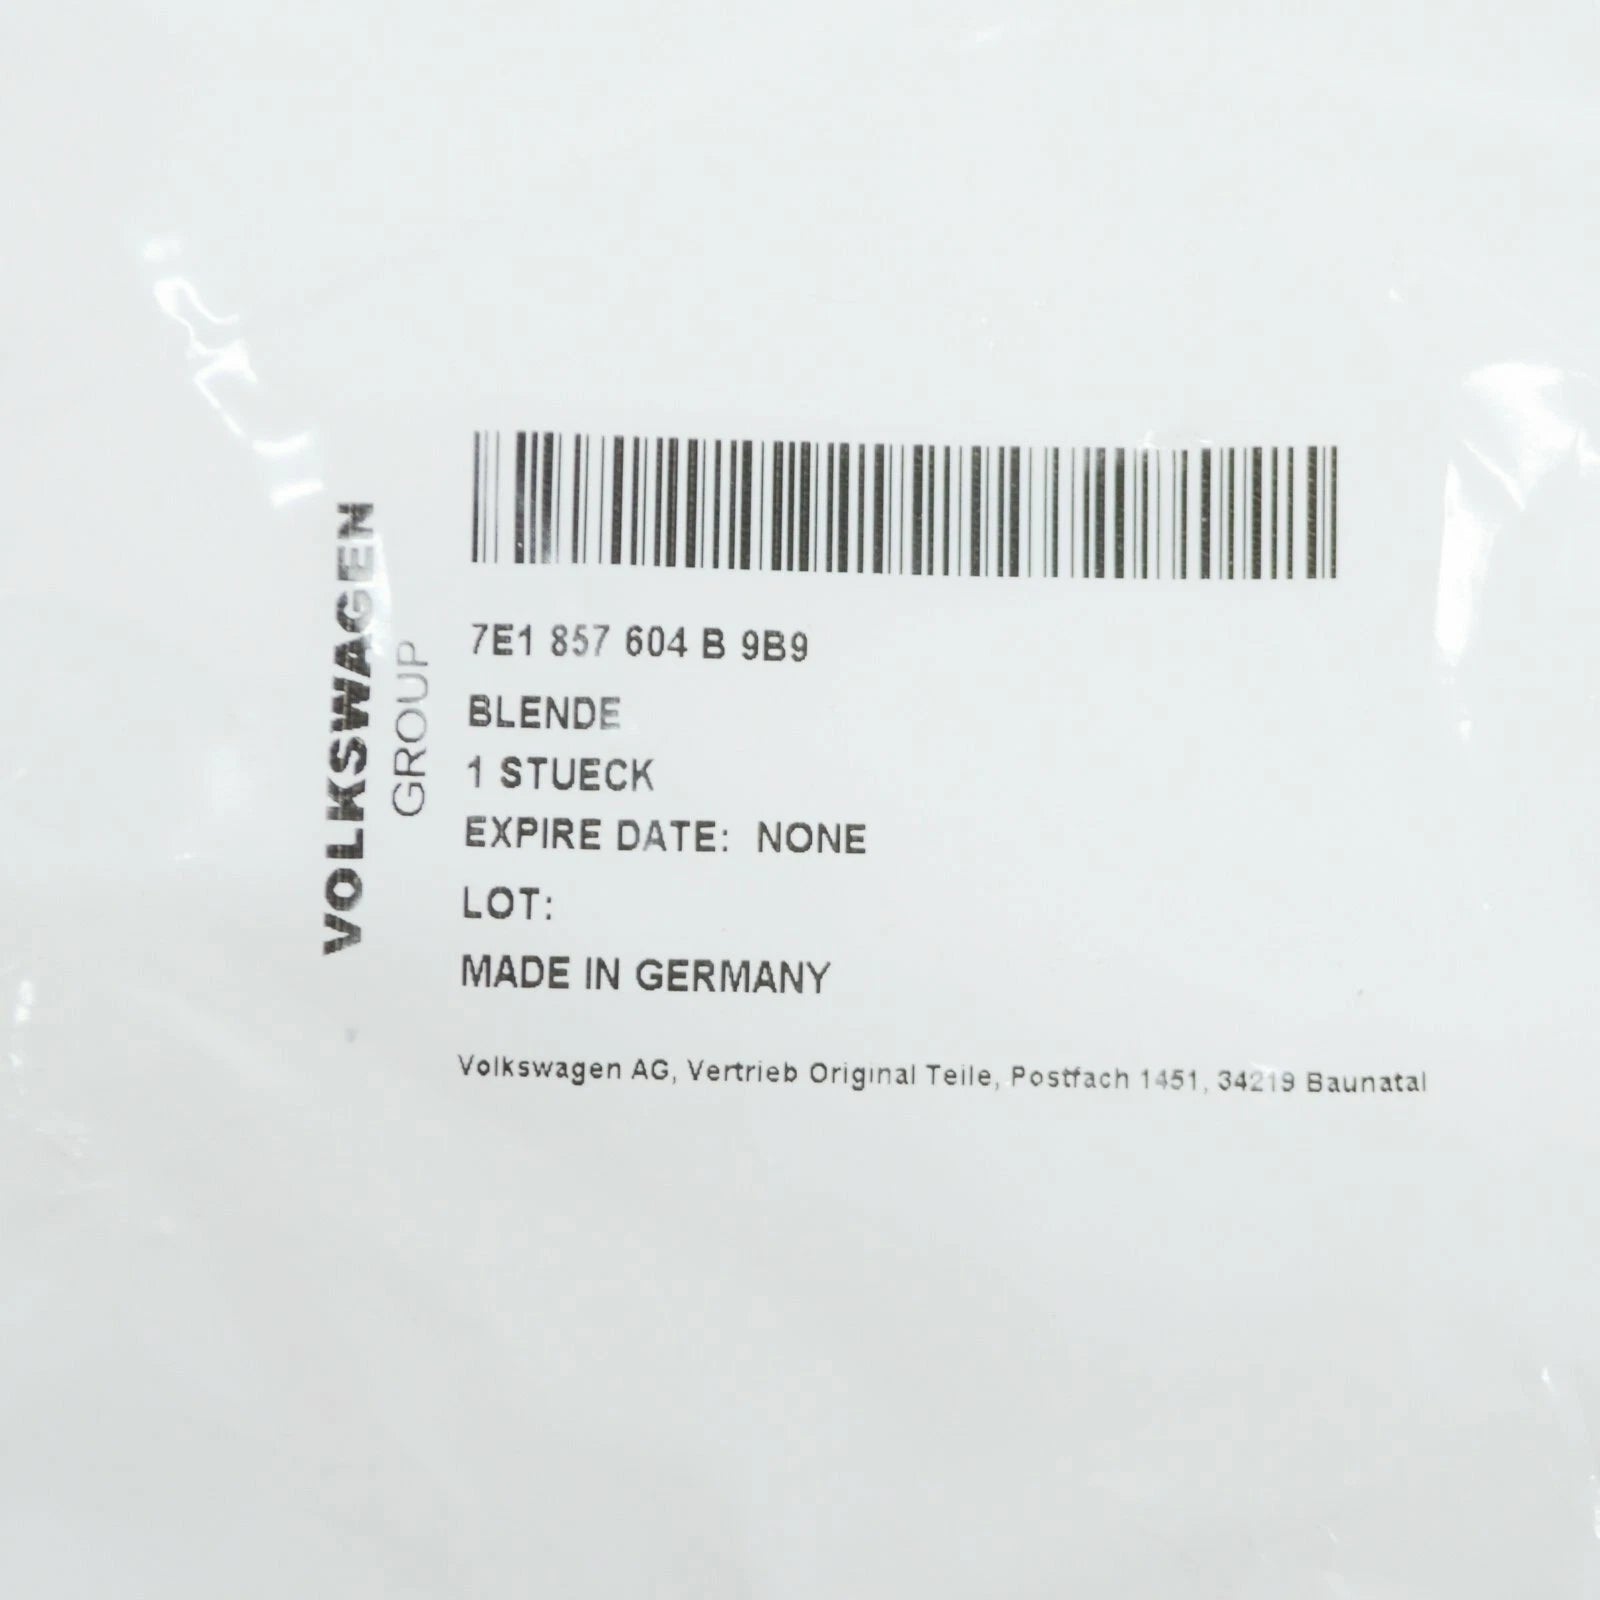 VOLKSWAGEN
GROUP
7E1 857 604 B 9B9
BLENDE
1 STUECK
EXPIRE DATE: NONE
LOT:
MADE IN GERMANY
Volkswagen AG, Vertrieb Original Teile, Postfach 1451, 34219 Baunatal